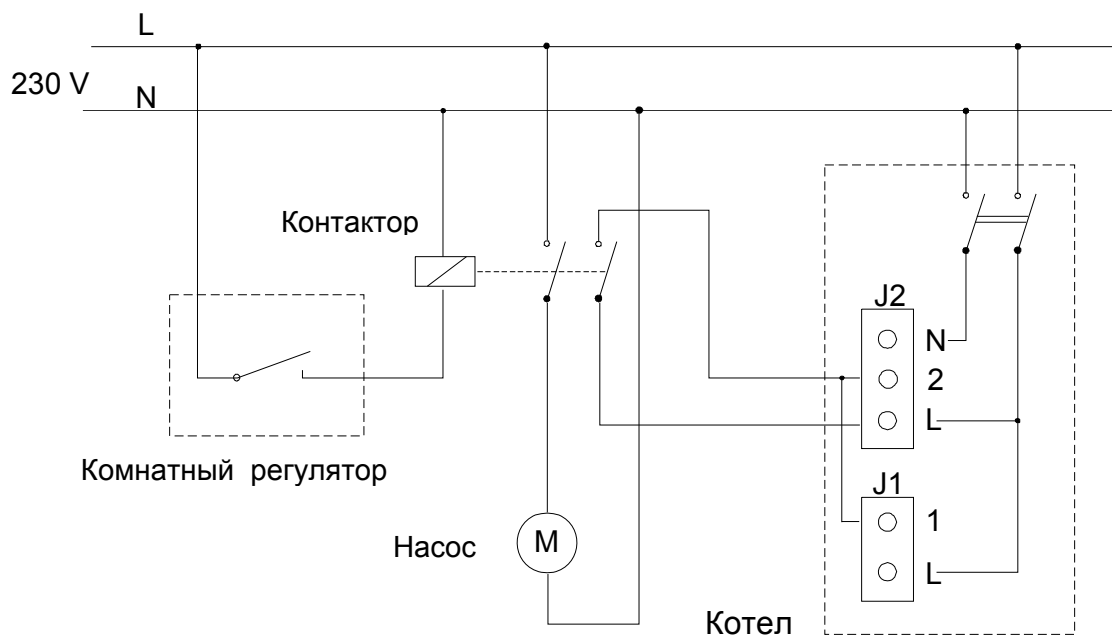 L
230 V
N
Контактор
J2
N
2
L
Комнатный регулятор
J1
1
Насос
M
L
Котел